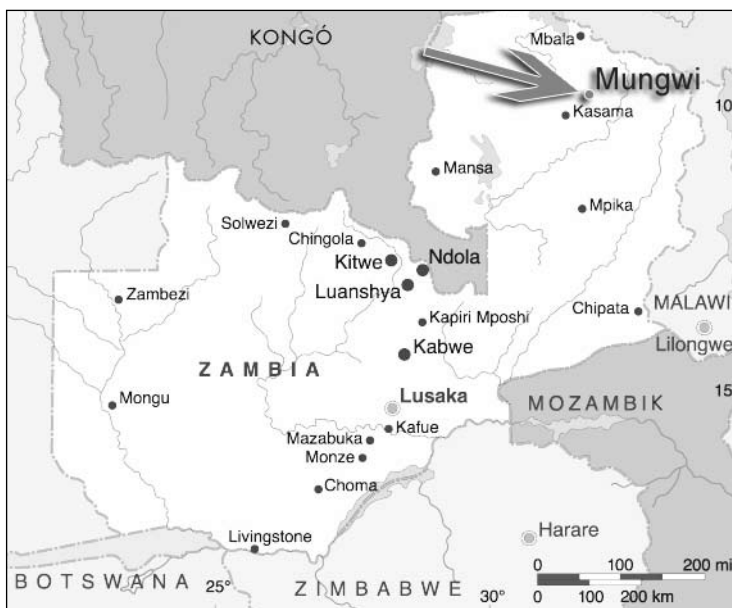 KONGÓ
Mbala
Mungwi
10
Kasama
Mansa
Mpika
Solwezi
Chingola
Kitwe
Ndola
Luanshya
Zambezi
Chipata
MALAWI
Kapiri Mposhi
Lilongwe
Kabwe
ZAMBIA
15
Mongu
Lusaka
MOZAMBIK
Kafue
Mazabuka
Monze
Choma
Livingstone
Harare
BOTSWANA
25°
ZIMBABWE
30°
0 100 200 mi
0 100 200 km